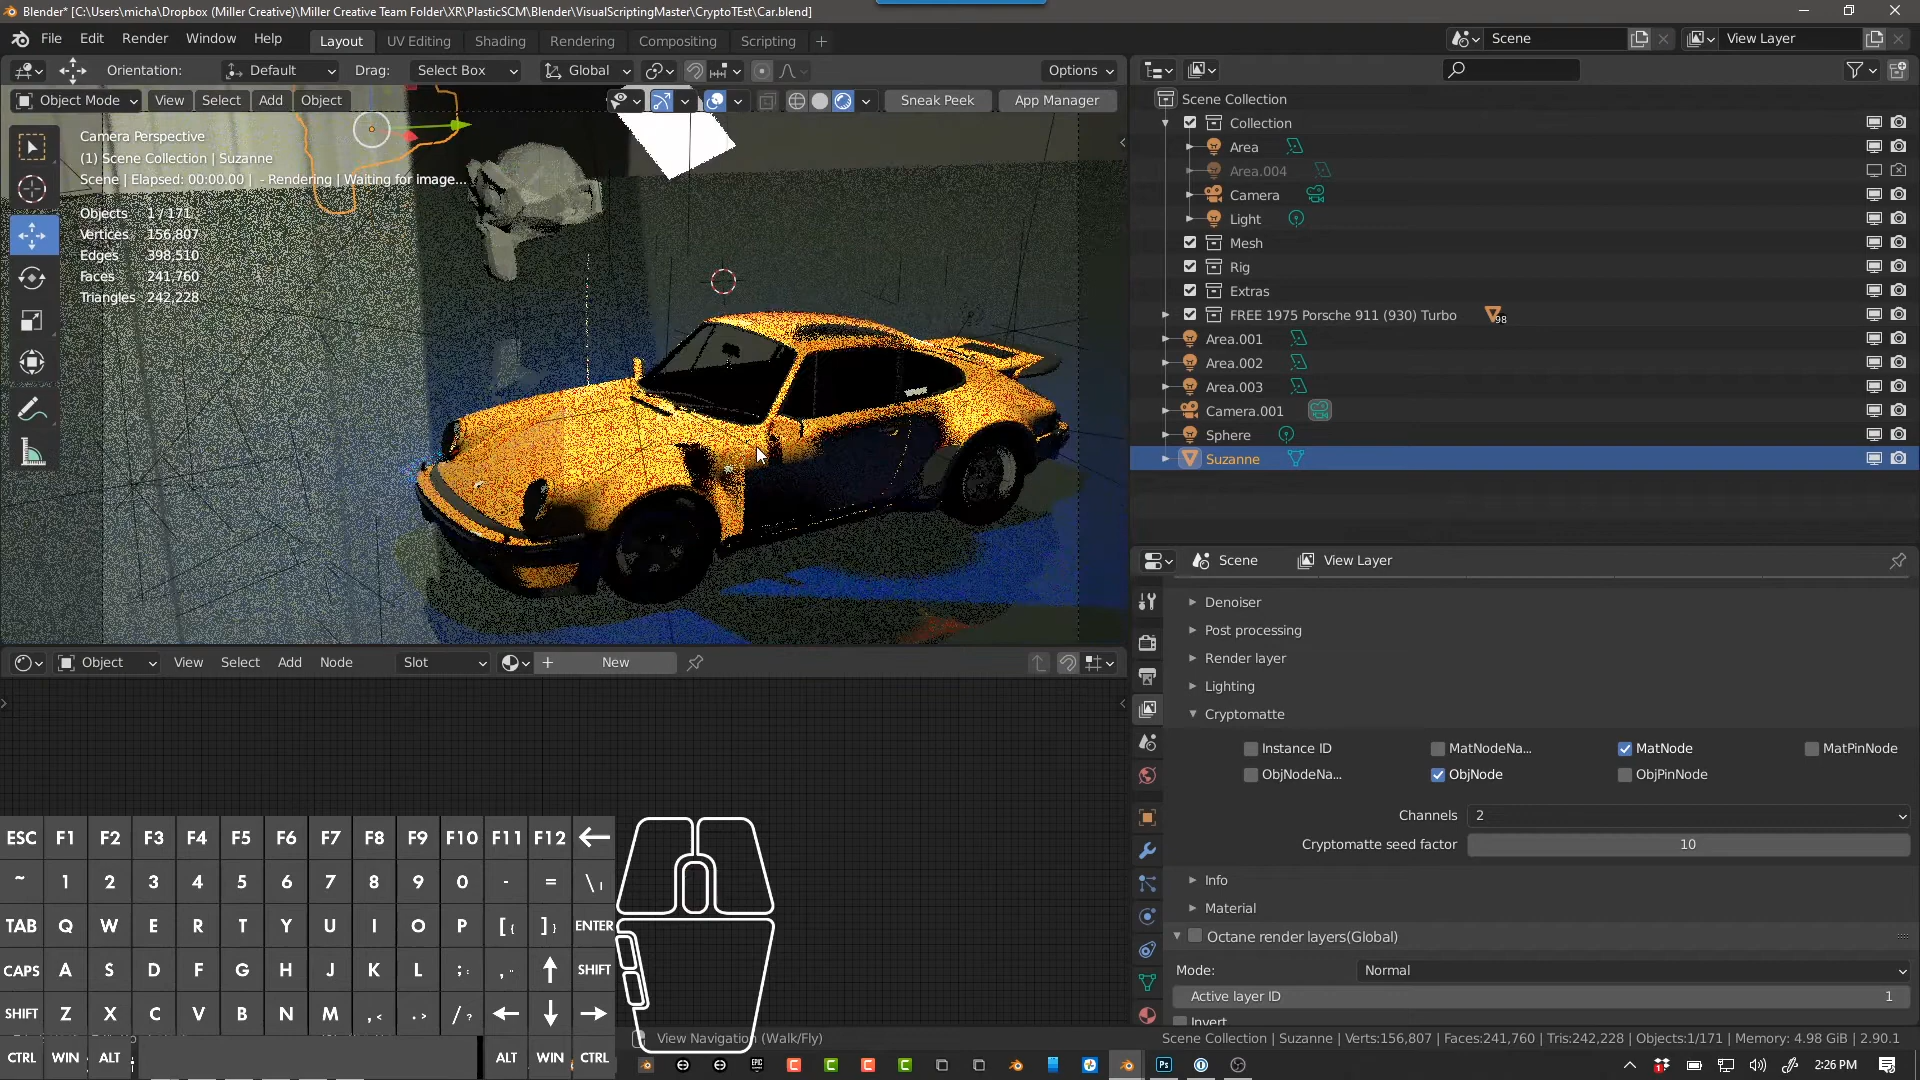 Blender* [C:\Users\micha\Dropbox (Miller Creative)\Miller Creative Team Folder\XR\PlasticSCM\Blender\VisualScriptingMaster\CryptoTEst\Car.blend]
File Edit Render Window Help Layout UV Editing Shading Rendering Compositing Scripting + Scene View Layer
Orientation: Default Drag: Select Box Global Options
Object Mode View Select Add Object Sneak Peek App Manager
Camera Perspective
(1) Scene Collection | Suzanne
Scene | Elapsed: 00:00.00 | - Rendering | Waiting for image...
Objects 1 / 171
Vertices 156,807
Edges 398,510
Faces 241,760
Triangles 242,228
Scene Collection
Collection
Area
Area.004
Camera
Light
Mesh
Rig
Extras
FREE 1975 Porsche 911 (930) Turbo 98
Area.001
Area.002
Area.003
Camera.001
Sphere
Suzanne
Scene View Layer
Denoiser
Post processing
Render layer
Lighting
Cryptomatte
Instance ID MatNodeNa... MatNode MatPinNode
ObjNodeNa... ObjNode ObjPinNode
Channels 2
Cryptomatte seed factor 10
Info
Material
Octane render layers(Global)
Mode: Normal
Active layer ID 1
Invert
Object View Select Add Node Slot New
ESC F1 F2 F3 F4 F5 F6 F7 F8 F9 F10 F11 F12
~ 1 2 3 4 5 6 7 8 9 0 - = \ |
TAB Q W E R T Y U I O P [ { ] } ENTER
CAPS A S D F G H J K L ; : , " SHIFT
SHIFT Z X C V B N M , < . > / ?
CTRL WIN ALT ALT WIN CTRL
View Navigation (Walk/Fly)
Scene Collection | Suzanne | Verts:156,807 | Faces:241,760 | Tris:242,228 | Objects:1/171 | Memory: 4.98 GiB | 2.90.1
EPIC C C C C Ps 2:26 PM